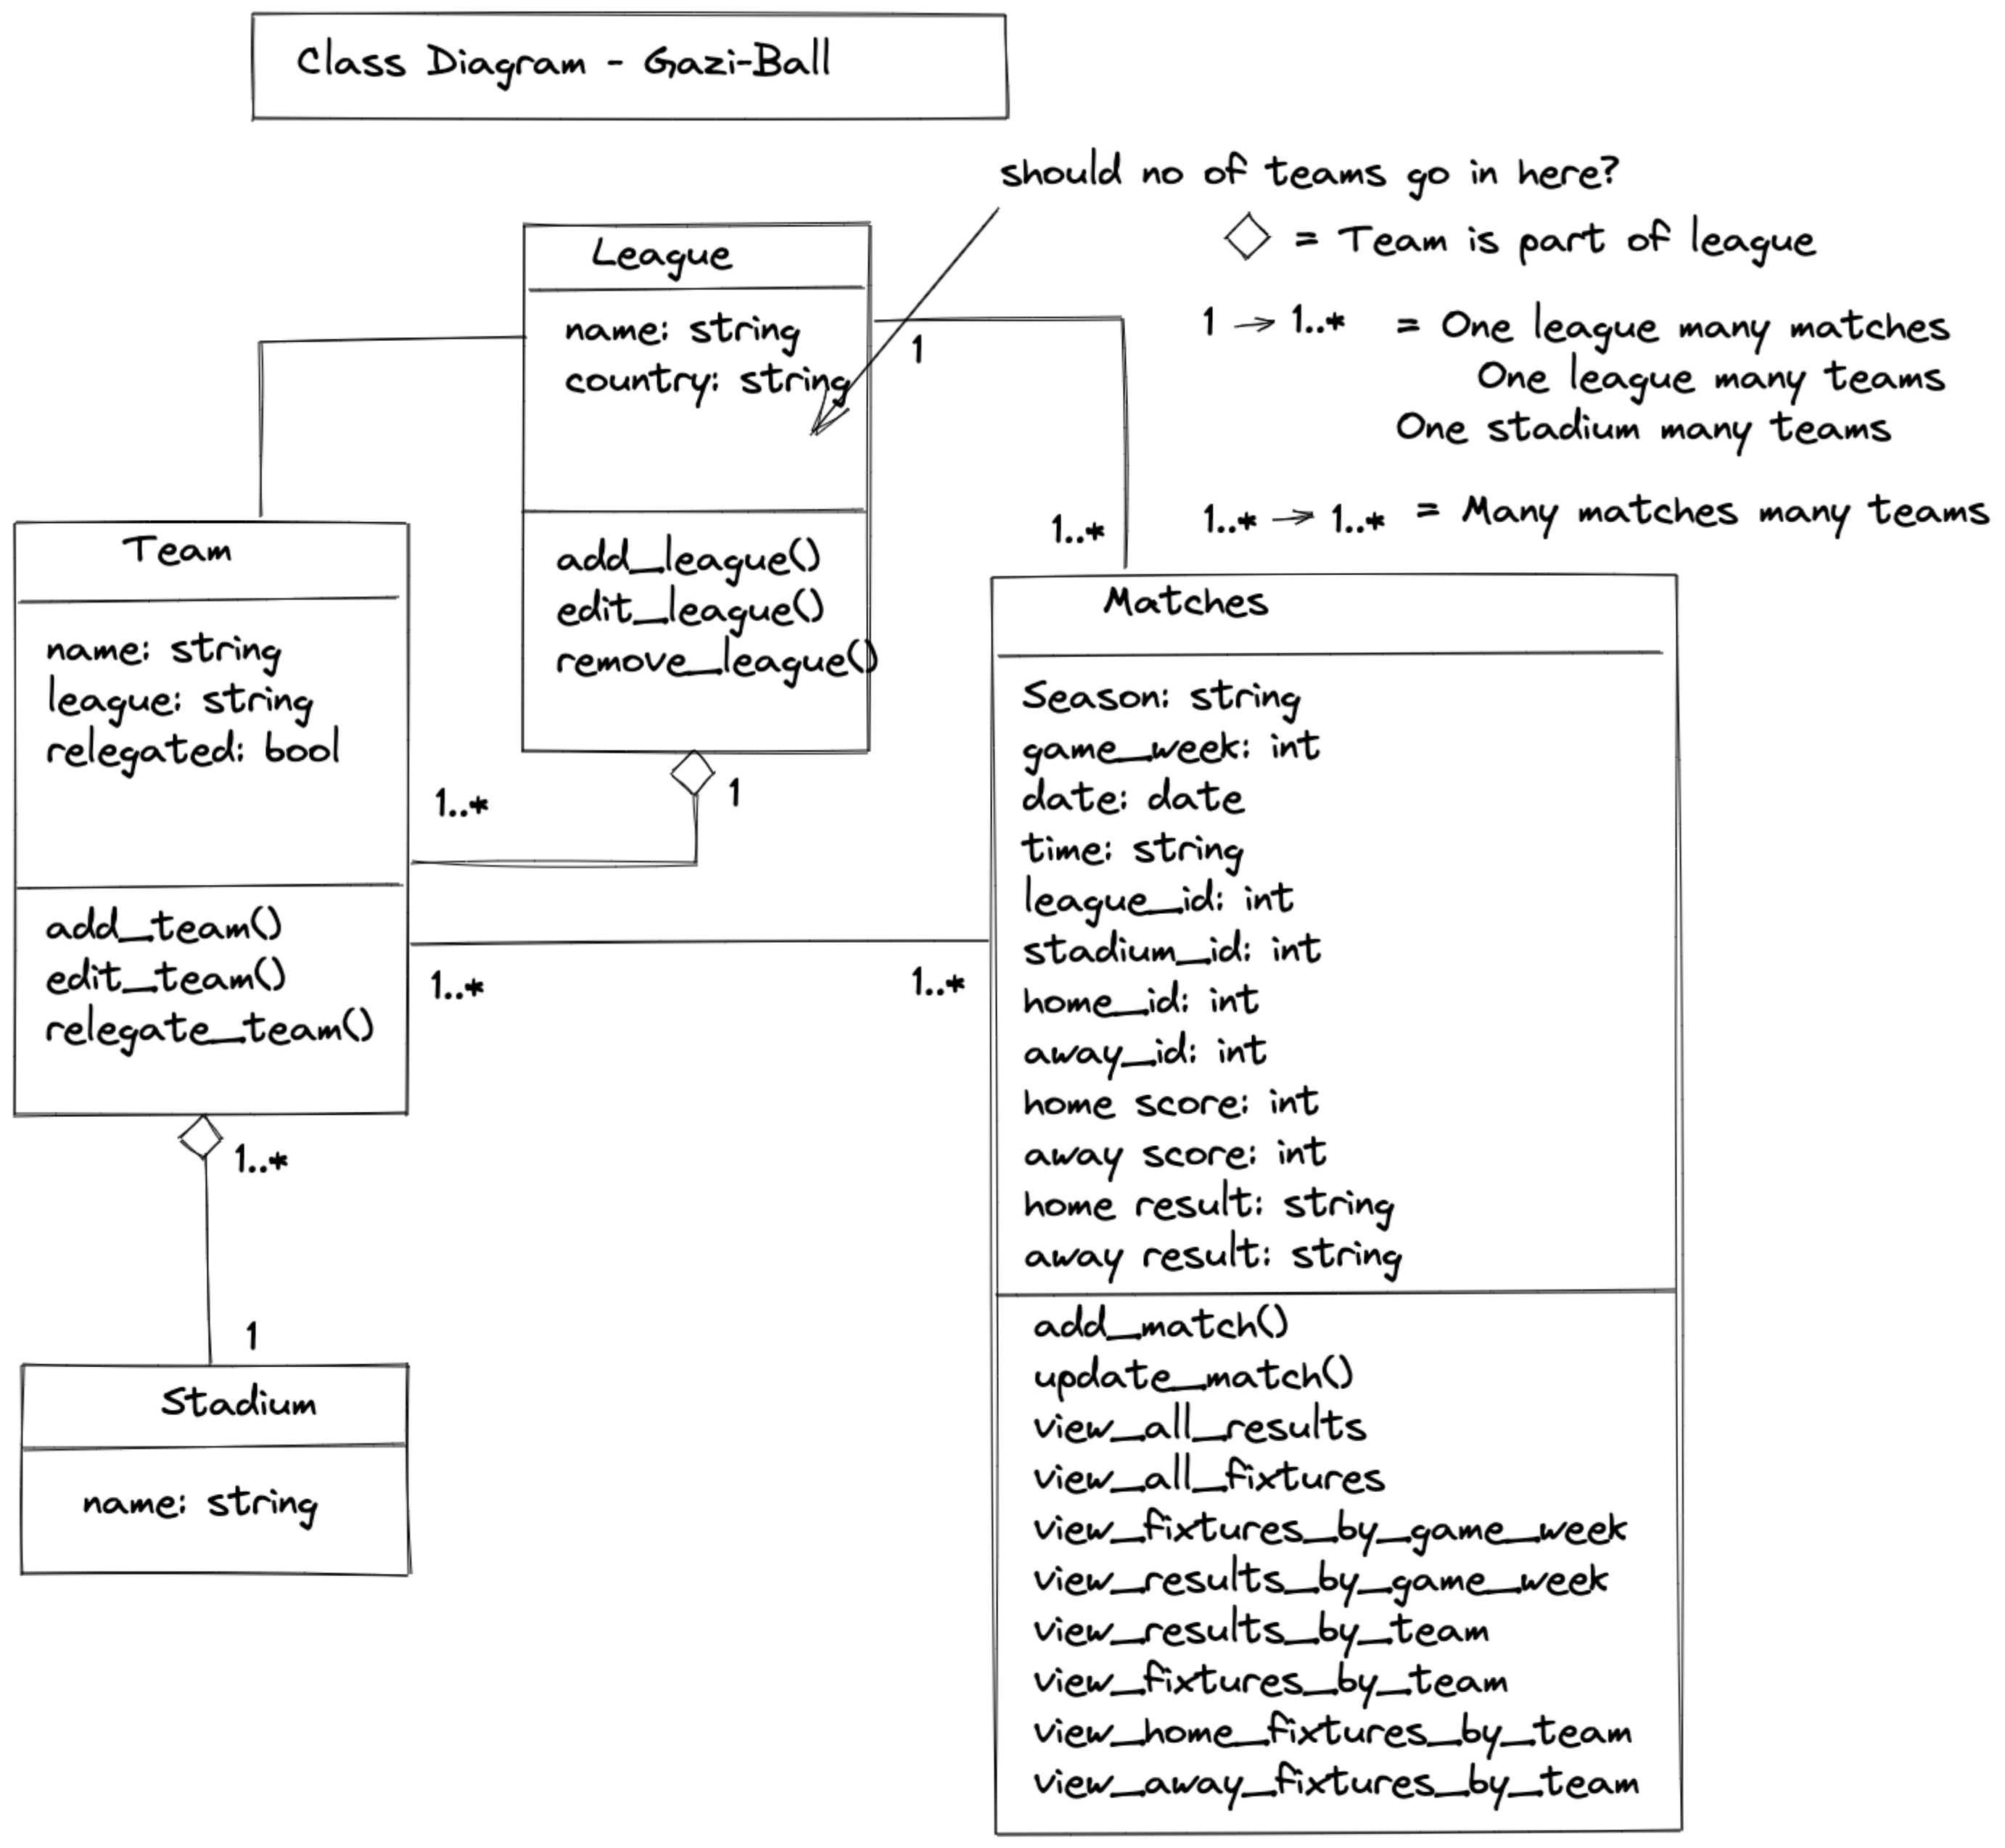 Class Diagram - Gazi-Ball
should no of teams go in here?
= Team is part of league
1 → 1..* = One league many matches
One league many teams
One stadium many teams
1..* → 1..* = Many matches many teams
League
name: string
country: string
add_league()
edit_league()
remove_league()
1
1..*
1
1..*
Team
name: string
league: string
relegated: bool
add_team()
edit_team()
relegate_team()
1..*
1..*
1..*
1
Stadium
name: string
Matches
Season: string
game_week: int
date: date
time: string
league_id: int
stadium_id: int
home_id: int
away_id: int
home score: int
away score: int
home result: string
away result: string
add_match()
update_match()
view_all_results
view_all_fixtures
view_fixtures_by_game_week
view_results_by_game_week
view_results_by_team
view_fixtures_by_team
view_home_fixtures_by_team
view_away_fixtures_by_team